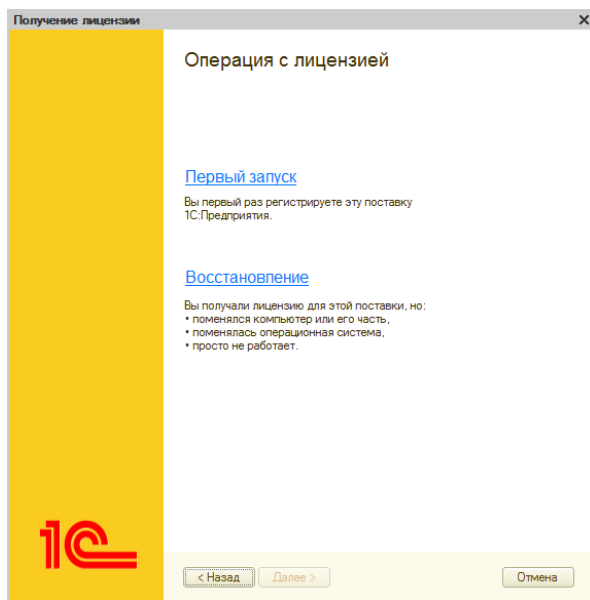 Получение лицензии
Операция с лицензией
Первый запуск
Вы первый раз регистрируете эту поставку
1С:Предприятия.
Восстановление
Вы получали лицензию для этой поставки, но:
• поменялся компьютер или его часть,
• поменялась операционная система,
• просто не работает.
1С
< Назад
Далее >
Отмена